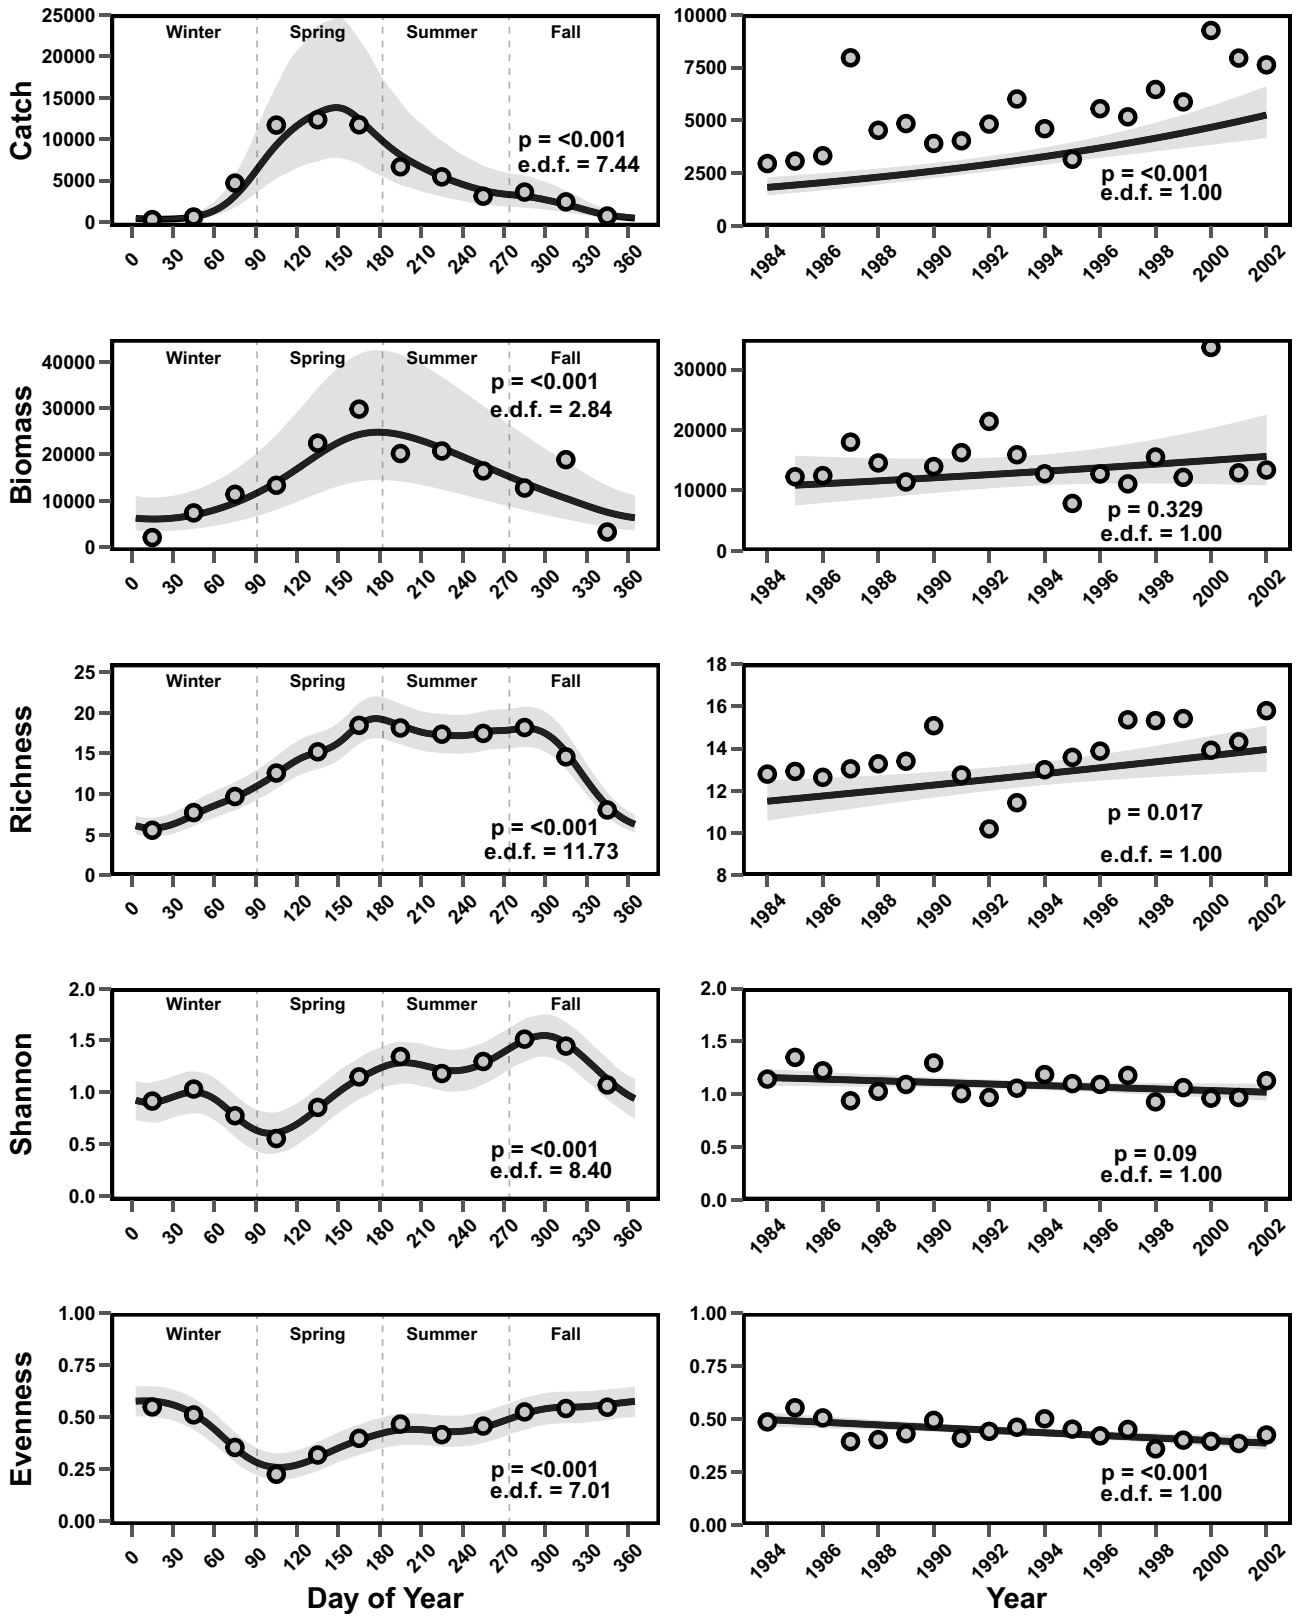 Catch
25000
20000
15000
10000
5000
0
Winter Spring Summer Fall
p = <0.001
e.d.f. = 7.44
0 30 60 90 120 150 180 210 240 270 300 330 360
10000
7500
5000
2500
0
p = <0.001
e.d.f. = 1.00
1984 1986 1988 1990 1992 1994 1996 1998 2000 2002
Biomass
40000
30000
20000
10000
0
Winter Spring Summer Fall
p = <0.001
e.d.f. = 2.84
0 30 60 90 120 150 180 210 240 270 300 330 360
30000
20000
10000
0
p = 0.329
e.d.f. = 1.00
1984 1986 1988 1990 1992 1994 1996 1998 2000 2002
Richness
25
20
15
10
5
0
Winter Spring Summer Fall
p = <0.001
e.d.f. = 11.73
0 30 60 90 120 150 180 210 240 270 300 330 360
18
16
14
12
10
8
p = 0.017
e.d.f. = 1.00
1984 1986 1988 1990 1992 1994 1996 1998 2000 2002
Shannon
2.0
1.5
1.0
0.5
0.0
Winter Spring Summer Fall
p = <0.001
e.d.f. = 8.40
0 30 60 90 120 150 180 210 240 270 300 330 360
2.0
1.5
1.0
0.5
0.0
p = 0.09
e.d.f. = 1.00
1984 1986 1988 1990 1992 1994 1996 1998 2000 2002
Evenness
1.00
0.75
0.50
0.25
0.00
Winter Spring Summer Fall
p = <0.001
e.d.f. = 7.01
0 30 60 90 120 150 180 210 240 270 300 330 360
Day of Year
1.00
0.75
0.50
0.25
0.00
p = <0.001
e.d.f. = 1.00
1984 1986 1988 1990 1992 1994 1996 1998 2000 2002
Year